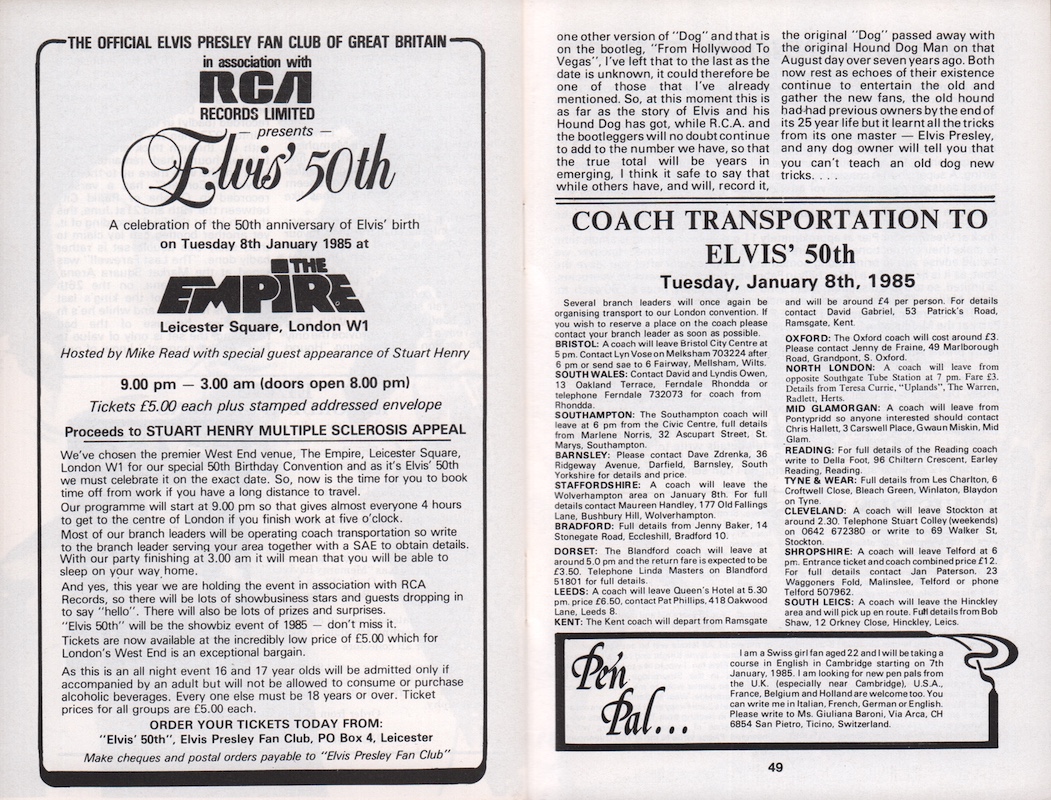 THE OFFICIAL ELVIS PRESLEY FAN CLUB OF GREAT BRITAIN
in association with
RCA
RECORDS LIMITED
— presents —
Elvis' 50th
A celebration of the 50th anniversary of Elvis' birth
on Tuesday 8th January 1985 at
THE
EMPIRE
Leicester Square, London W1
Hosted by Mike Read with special guest appearance of Stuart Henry
9.00 pm — 3.00 am (doors open 8.00 pm)
Tickets £5.00 each plus stamped addressed envelope
Proceeds to STUART HENRY MULTIPLE SCLEROSIS APPEAL
We've chosen the premier West End venue, The Empire, Leicester Square,
London W1 for our special 50th Birthday Convention and as it's Elvis' 50th
we must celebrate it on the exact date. So, now is the time for you to book
time off from work if you have a long distance to travel.
Our programme will start at 9.00 pm so that gives almost everyone 4 hours
to get to the centre of London if you finish work at five o'clock.
Most of our branch leaders will be operating coach transportation so write
to the branch leader serving your area together with a SAE to obtain details.
With our party finishing at 3.00 am it will mean that you will be able to
sleep on your way home.
And yes, this year we are holding the event in association with RCA
Records, so there will be lots of showbusiness stars and guests dropping in
to say "hello". There will also be lots of prizes and surprises.
"Elvis 50th" will be the showbiz event of 1985 — don't miss it.
Tickets are now available at the incredibly low price of £5.00 which for
London's West End is an exceptional bargain.
As this is an all night event 16 and 17 year olds will be admitted only if
accompanied by an adult but will not be allowed to consume or purchase
alcoholic beverages. Every one else must be 18 years or over. Ticket
prices for all groups are £5.00 each.
ORDER YOUR TICKETS TODAY FROM:
"Elvis' 50th", Elvis Presley Fan Club, PO Box 4, Leicester
Make cheques and postal orders payable to "Elvis Presley Fan Club"
one other version of "Dog" and that is
on the bootleg, "From Hollywood To
Vegas", I've left that to the last as the
date is unknown, it could therefore be
one of those that I've already
mentioned. So, at this moment this is
as far as the story of Elvis and his
Hound Dog has got, while R.C.A. and
the bootleggers will no doubt continue
to add to the number we have, so that
the true total will be years in
emerging, I think it safe to say that
while others have, and will, record it,
the original "Dog" passed away with
the original Hound Dog Man on that
August day over seven years ago. Both
now rest as echoes of their existence
continue to entertain the old and
gather the new fans, the old hound
had-had previous owners by the end of
its 25 year life but it learnt all the tricks
from its one master — Elvis Presley,
and any dog owner will tell you that
you can't teach an old dog new
tricks. . . .
COACH TRANSPORTATION TO
ELVIS' 50th
Tuesday, January 8th, 1985
Several branch leaders will once again be
organising transport to our London convention. If
you wish to reserve a place on the coach please
contact your branch leader as soon as possible.
BRISTOL: A coach will leave Bristol City Centre at
5 pm. Contact Lyn Vose on Melksham 703224 after
6 pm or send sae to 6 Fairway, Mellsham, Wilts.
SOUTH WALES: Contact David and Lyndis Owen,
13 Oakland Terrace, Ferndale Rhondda or
telephone Ferndale 732073 for coach from
Rhondda.
SOUTHAMPTON: The Southampton coach will
leave at 6 pm from the Civic Centre, full details
from Marlene Norris, 32 Ascupart Street, St.
Marys, Southampton.
BARNSLEY: Please contact Dave Zdrenka, 36
Ridgeway Avenue, Darfield, Barnsley, South
Yorkshire for details and price.
STAFFORDSHIRE: A coach will leave the
Wolverhampton area on January 8th. For full
details contact Maureen Handley, 177 Old Fallings
Lane, Bushbury Hill, Wolverhampton.
BRADFORD: Full details from Jenny Baker, 14
Stonegate Road, Eccleshill, Bradford 10.
DORSET: The Blandford coach will leave at
around 5.0 pm and the return fare is expected to be
£3.50. Telephone Linda Masters on Blandford
51801 for full details.
LEEDS: A coach will leave Queen's Hotel at 5.30
pm. price £6.50, contact Pat Phillips, 418 Oakwood
Lane, Leeds 8.
KENT: The Kent coach will depart from Ramsgate
and will be around £4 per person. For details
contact David Gabriel, 53 Patrick's Road,
Ramsgate, Kent.
OXFORD: The Oxford coach will cost around £3.
Please contact Jenny de Fraine, 49 Marlborough
Road, Grandpont, S. Oxford.
NORTH LONDON: A coach will leave from
opposite Southgate Tube Station at 7 pm. Fare £3.
Details from Teresa Currie, "Uplands", The Warren,
Radlett, Herts.
MID GLAMORGAN: A coach will leave from
Pontypridd so anyone interested should contact
Chris Hallett, 3 Carswell Place, Gwaun Miskin, Mid
Glam.
READING: For full details of the Reading coach
write to Della Foot, 96 Chiltern Crescent, Earley
Reading, Reading.
TYNE & WEAR: Full details from Les Charlton, 6
Croftwell Close, Bleach Green, Winlaton, Blaydon
on Tyne.
CLEVELAND: A coach will leave Stockton at
around 2.30. Telephone Stuart Colley (weekends)
on 0642 672380 or write to 69 Walker St,
Stockton.
SHROPSHIRE: A coach will leave Telford at 6
pm. Entrance ticket and coach combined price £12.
For full details contact Jan Paterson, 23
Waggoners Fold, Malinslee, Telford or phone
Telford 507962.
SOUTH LEICS: A coach will leave the Hinckley
area and will pick up en route. Full details from Bob
Shaw, 12 Orkney Close, Hinckley, Leics.
Pen
Pal...
I am a Swiss girl fan aged 22 and I will be taking a
course in English in Cambridge starting on 7th
January, 1985. I am looking for new pen pals from
the U.K. (especially near Cambridge), U.S.A.,
France, Belgium and Holland are welcome too. You
can write me in Italian, French, German or English.
Please write to Ms. Giuliana Baroni, Via Arca, CH
6854 San Pietro, Ticino, Switzerland.
49